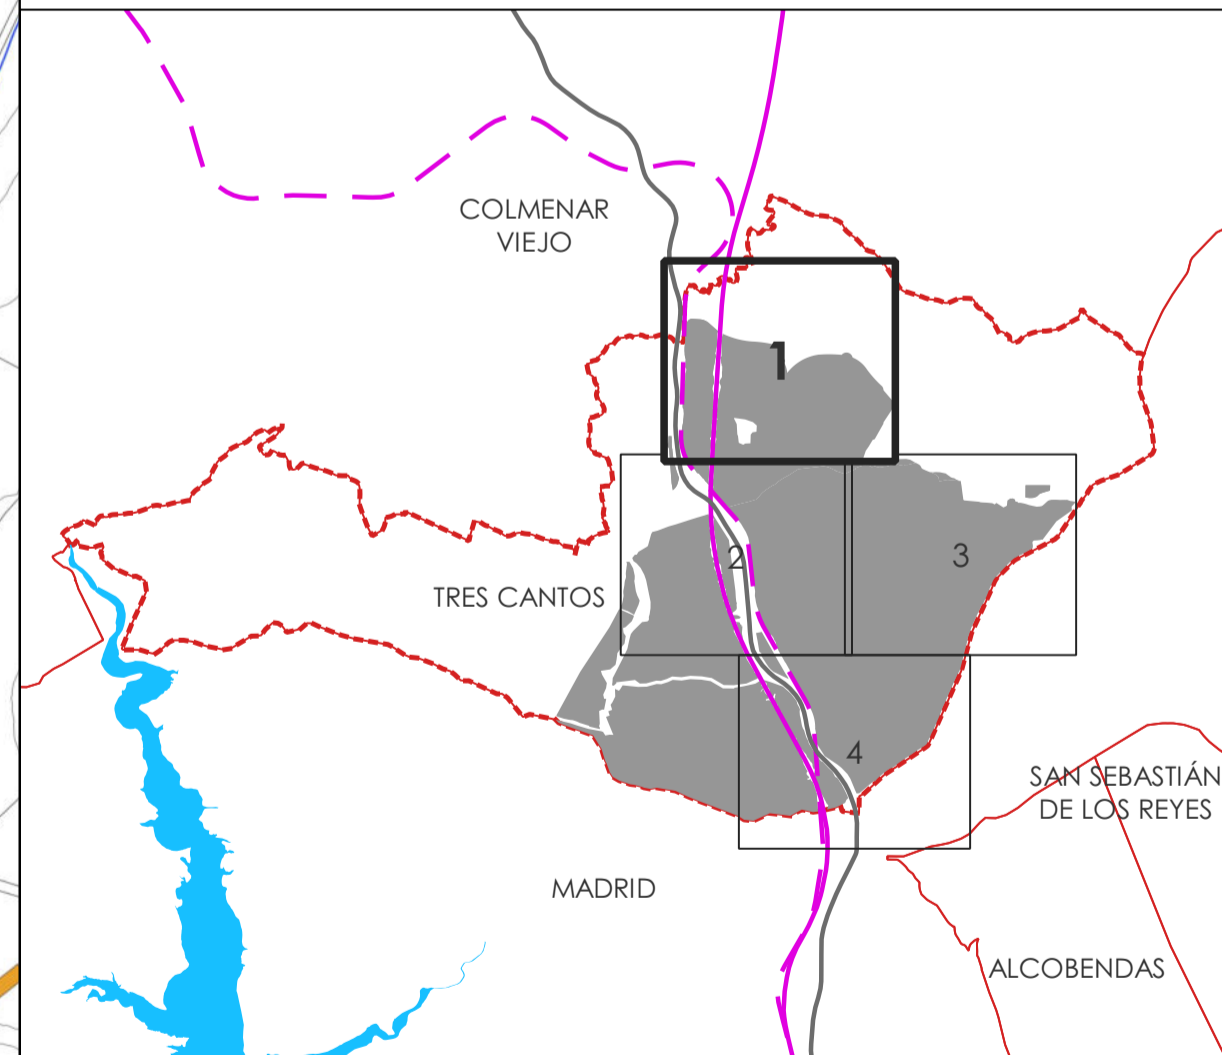 COLMENAR
VIEJO
1
2
3
TRES CANTOS
4
SAN SEBASTIÁN
DE LOS REYES
MADRID
ALCOBENDAS